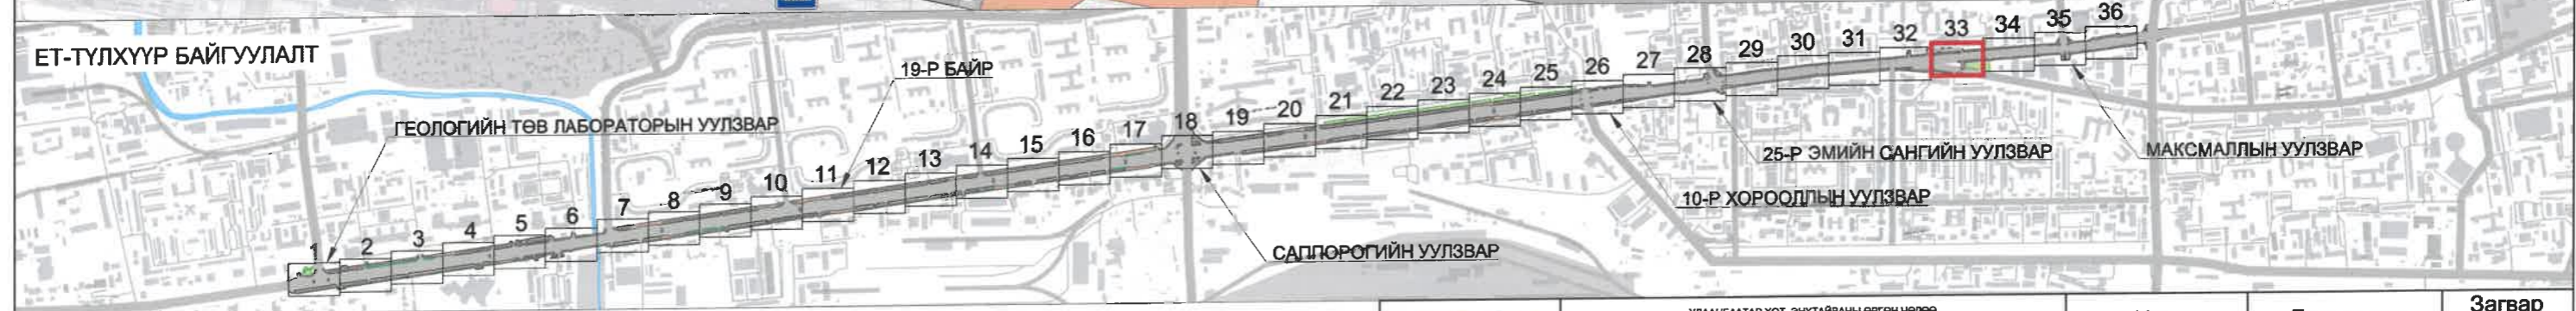 ЕТ-ТҮЛХҮҮР БАЙГУУЛАЛТ
19-Р БАЙР
ГЕОЛОГИЙН ТӨВ ЛАБОРАТОРЫН УУЛЗВАР
1 2 3 4 5 6 7 8 9 10 11 12 13 14 15 16 17 18 19 20 21 22 23 24 25 26 27 28 29 30 31 32 33 34 35 36
25-Р ЭМИЙН САНГИЙН УУЛЗВАР
МАКСМАЛЛЫН УУЛЗВАР
10-Р ХОРООЛЛЫН УУЛЗВАР
САППОРОГИЙН УУЛЗВАР
Загвар